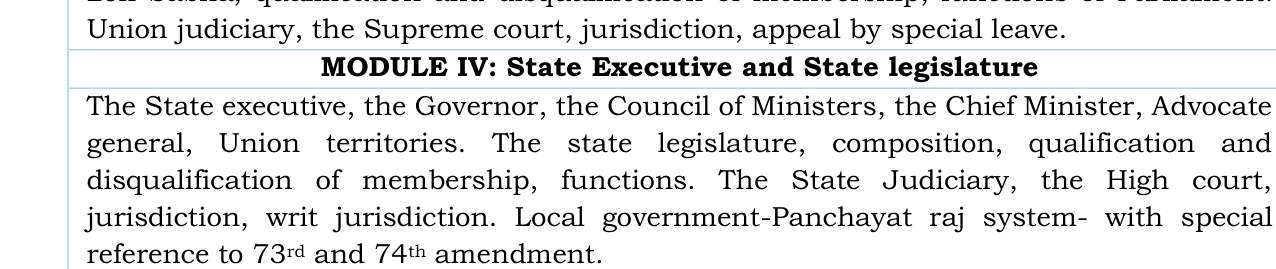 Union judiciary, the Supreme court, jurisdiction, appeal by special leave.
MODULE IV: State Executive and State legislature
The State executive, the Governor, the Council of Ministers, the Chief Minister, Advocate
general, Union territories. The state legislature, composition, qualification and
disqualification of membership, functions. The State Judiciary, the High court,
jurisdiction, writ jurisdiction. Local government-Panchayat raj system- with special
reference to 73rd and 74th amendment.